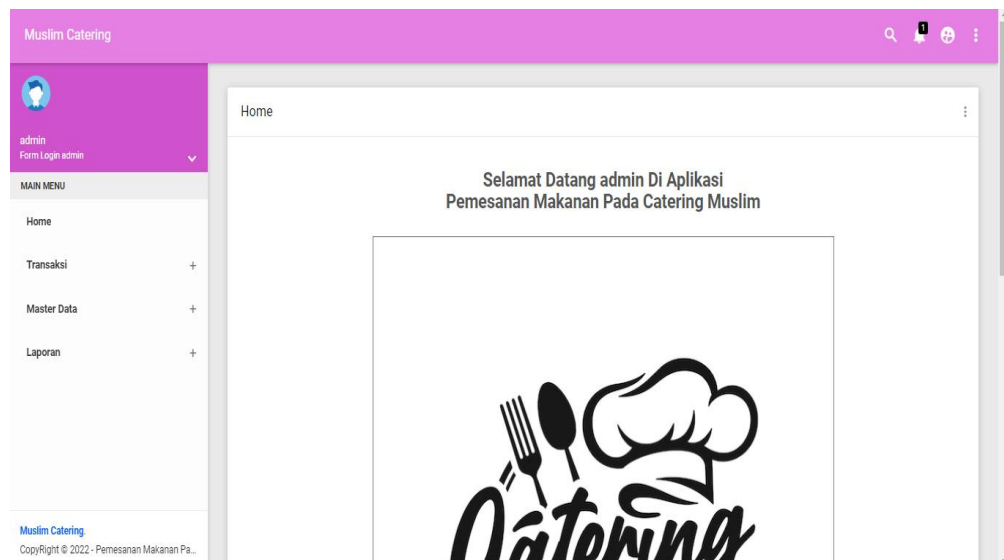 Muslim Catering
1
admin
Form Login admin
MAIN MENU
Home
Transaksi
Master Data
Laporan
Muslim Catering.
CopyRight © 2022 - Pemesanan Makanan Pa...
Home
Selamat Datang admin Di Aplikasi
Pemesanan Makanan Pada Catering Muslim
Catering